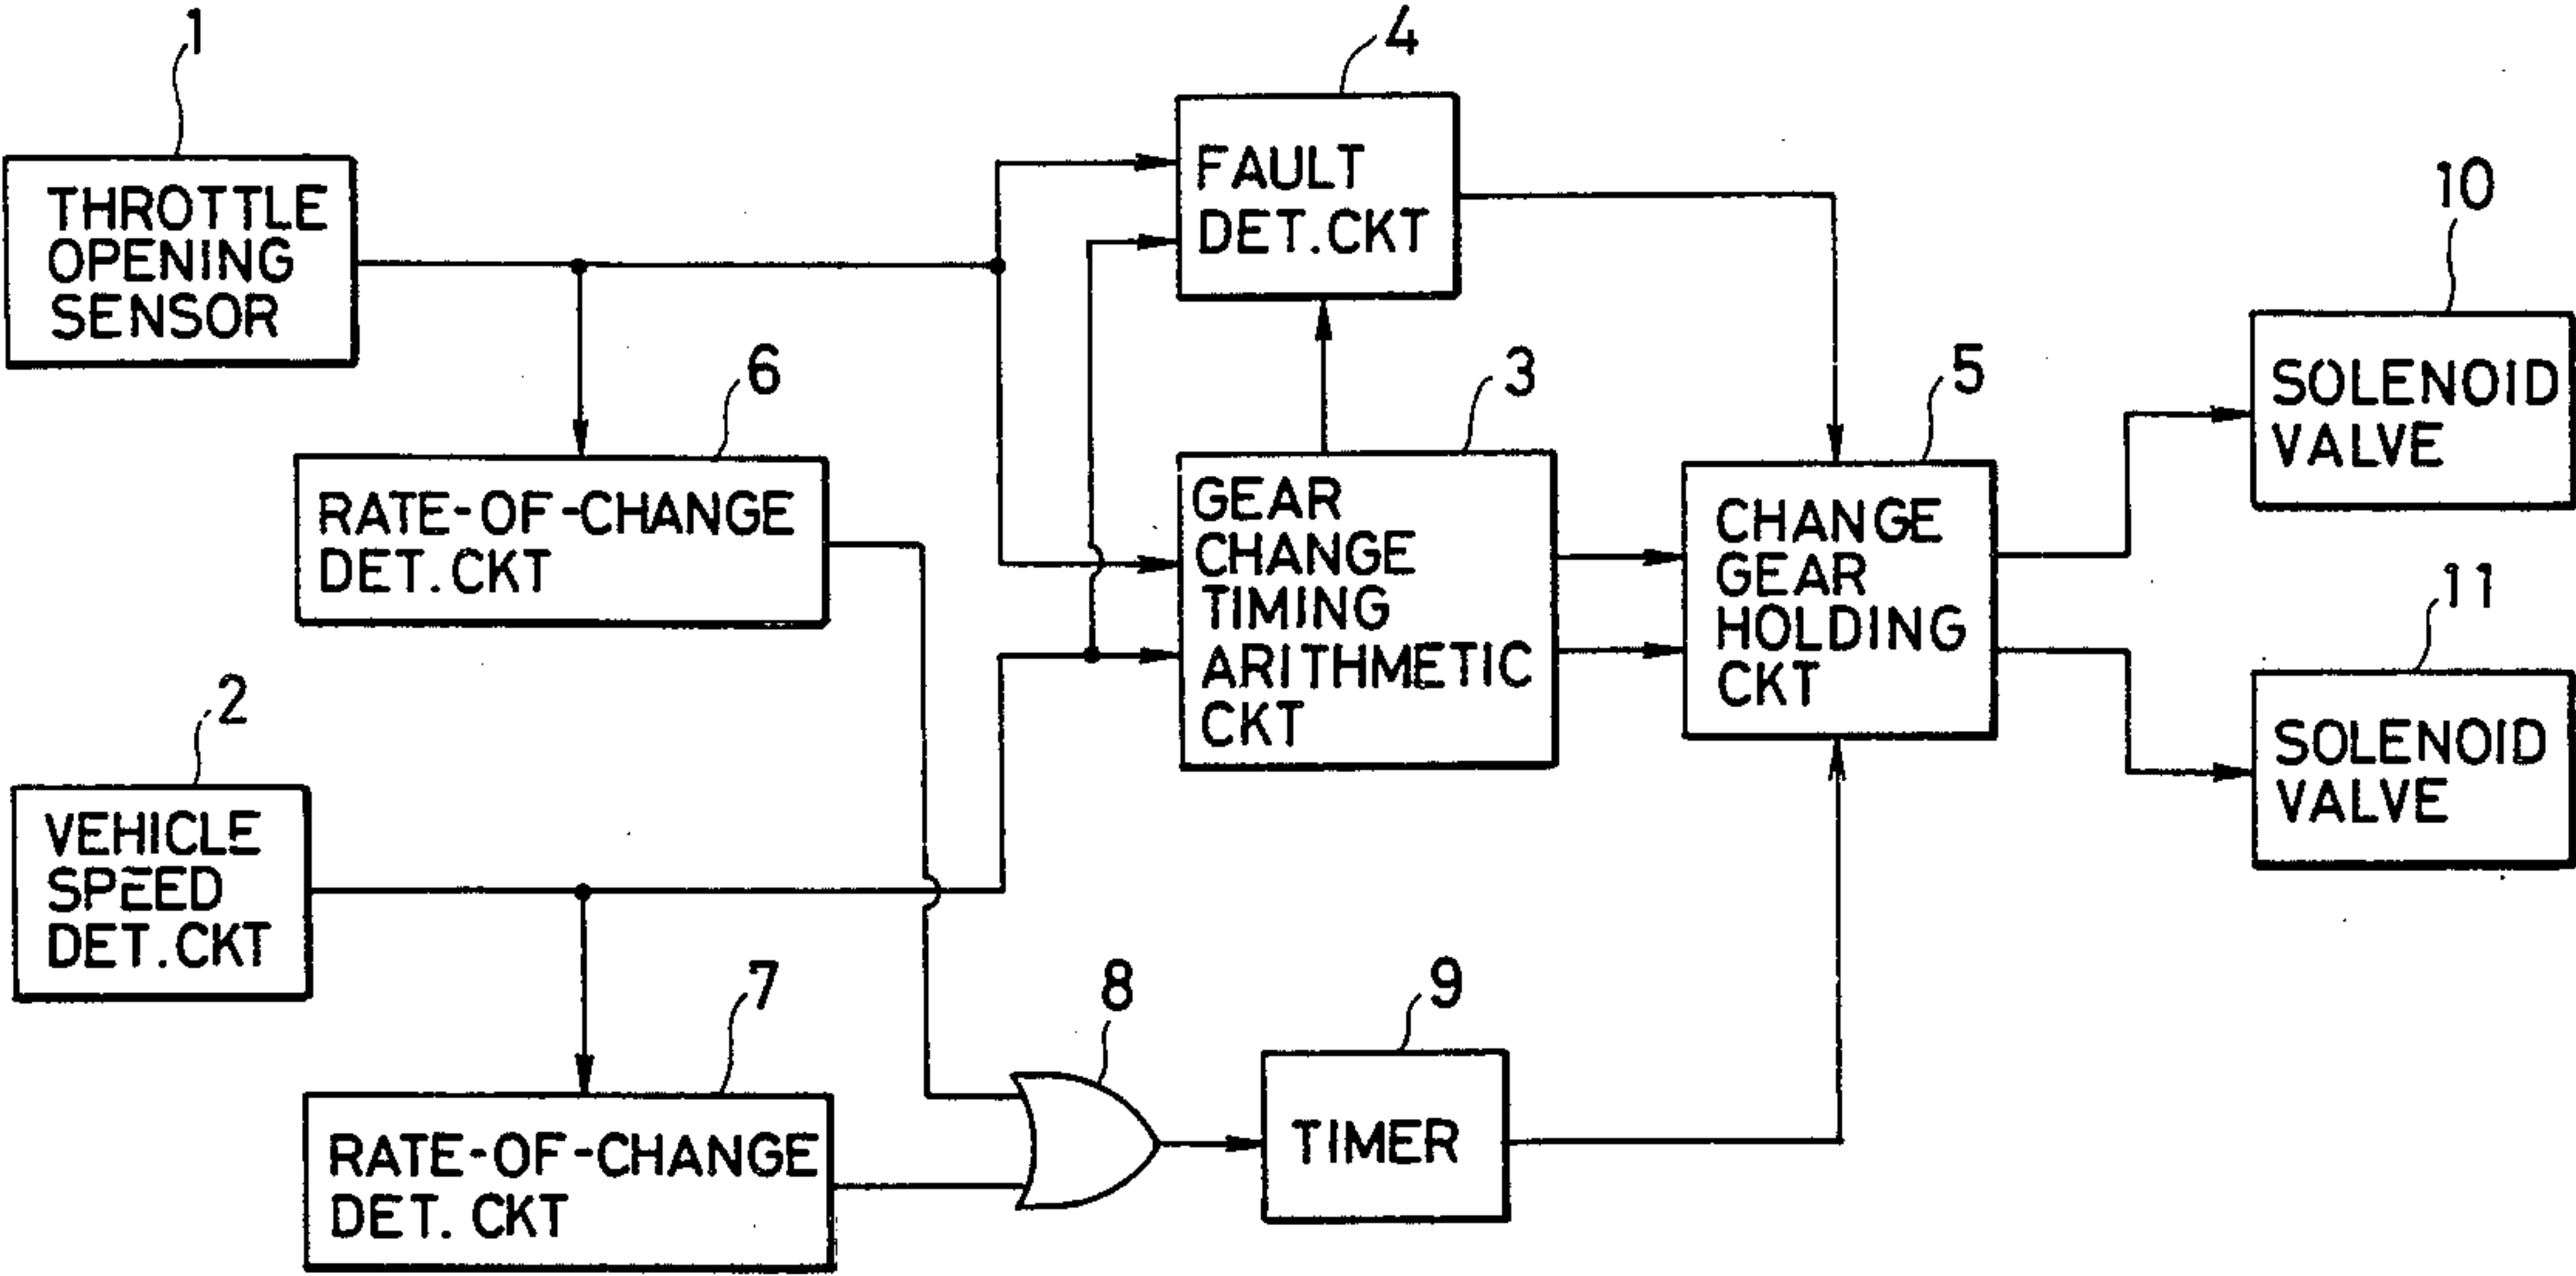 1
THROTTLE
OPENING
SENSOR
4
FAULT
DET.CKT
10
SOLENOID
VALVE
6
RATE-OF-CHANGE
DET.CKT
3
GEAR
CHANGE
TIMING
ARITHMETIC
CKT
5
CHANGE
GEAR
HOLDING
CKT
11
SOLENOID
VALVE
2
VEHICLE
SPEED
DET.CKT
7
RATE-OF-CHANGE
DET. CKT
8
9
TIMER